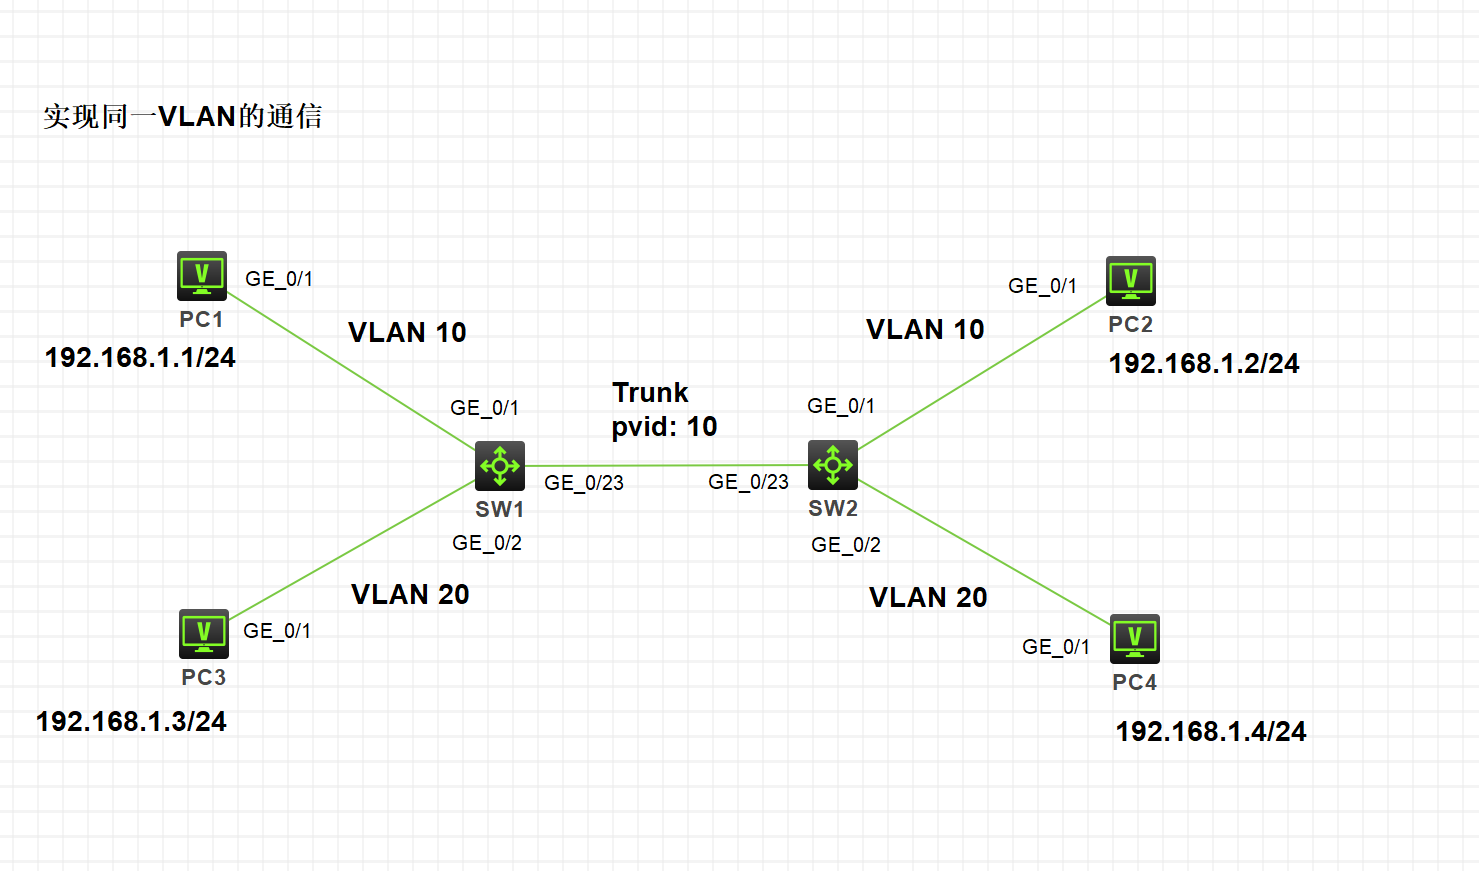 实现同一VLAN的通信
GE_0/1
PC1
192.168.1.1/24
VLAN 10
GE_0/1
VLAN 10
GE_0/1
PC2
192.168.1.2/24
Trunk
pvid: 10
GE_0/1
GE_0/1
GE_0/23
GE_0/23
SW1
SW2
GE_0/2
GE_0/2
VLAN 20
VLAN 20
GE_0/1
PC3
192.168.1.3/24
GE_0/1
PC4
192.168.1.4/24